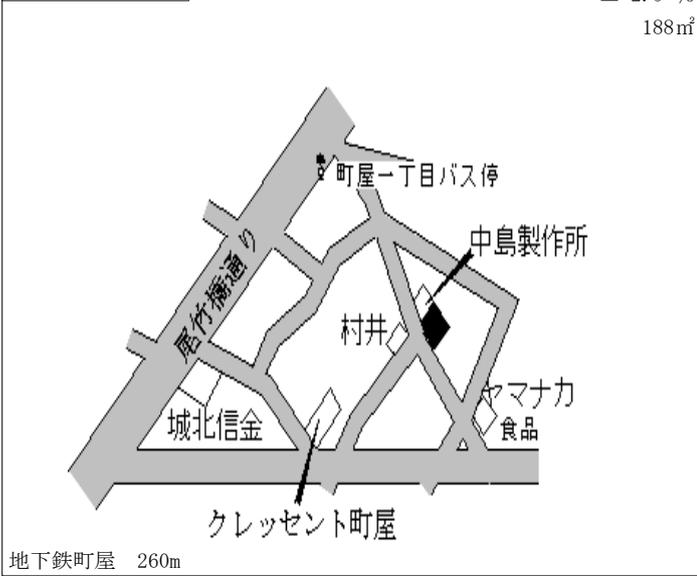 188㎡
町屋一丁目バス停
中島製作所
尾竹橋通り
村井
ヤマナカ
食品
城北信金
クレッセント町屋
地下鉄町屋　260m